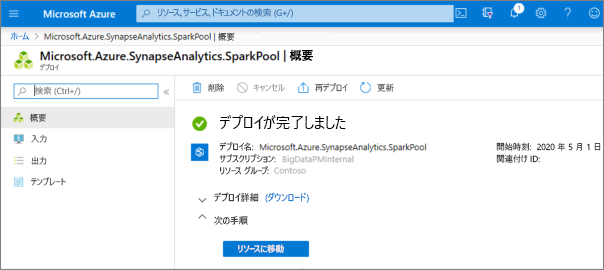 Microsoft Azure リソース、サービス、ドキュメントの検索 (G+/) 1
ホーム > Microsoft.Azure.SynapseAnalytics.SparkPool | 概要
Microsoft.Azure.SynapseAnalytics.SparkPool | 概要
デプロイ
検索 (Ctrl+/) «
概要
入力
出力
テンプレート
削除 キャンセル 再デプロイ 更新
デプロイが完了しました
デプロイ名: Microsoft.Azure.SynapseAnalytics.SparkPool
サブスクリプション: BigDataPMInternal
リソース グループ: Contoso
開始時刻: 2020 年 5 月 1 日
関連付け ID:
デプロイ詳細 (ダウンロード)
次の手順
リソースに移動